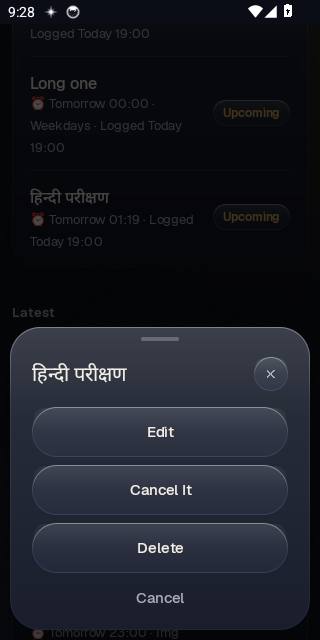 9:28
Logged Today 19:00
Long one
⏰ Tomorrow 00:00 ·
Weekdays · Logged Today
19:00
Upcoming
हिन्दी परीक्षण
⏰ Tomorrow 01:19 · Logged
Today 19:00
Upcoming
Latest
हिन्दी परीक्षण
Edit
Cancel It
Delete
Cancel
Tomorrow 23:00 · Img